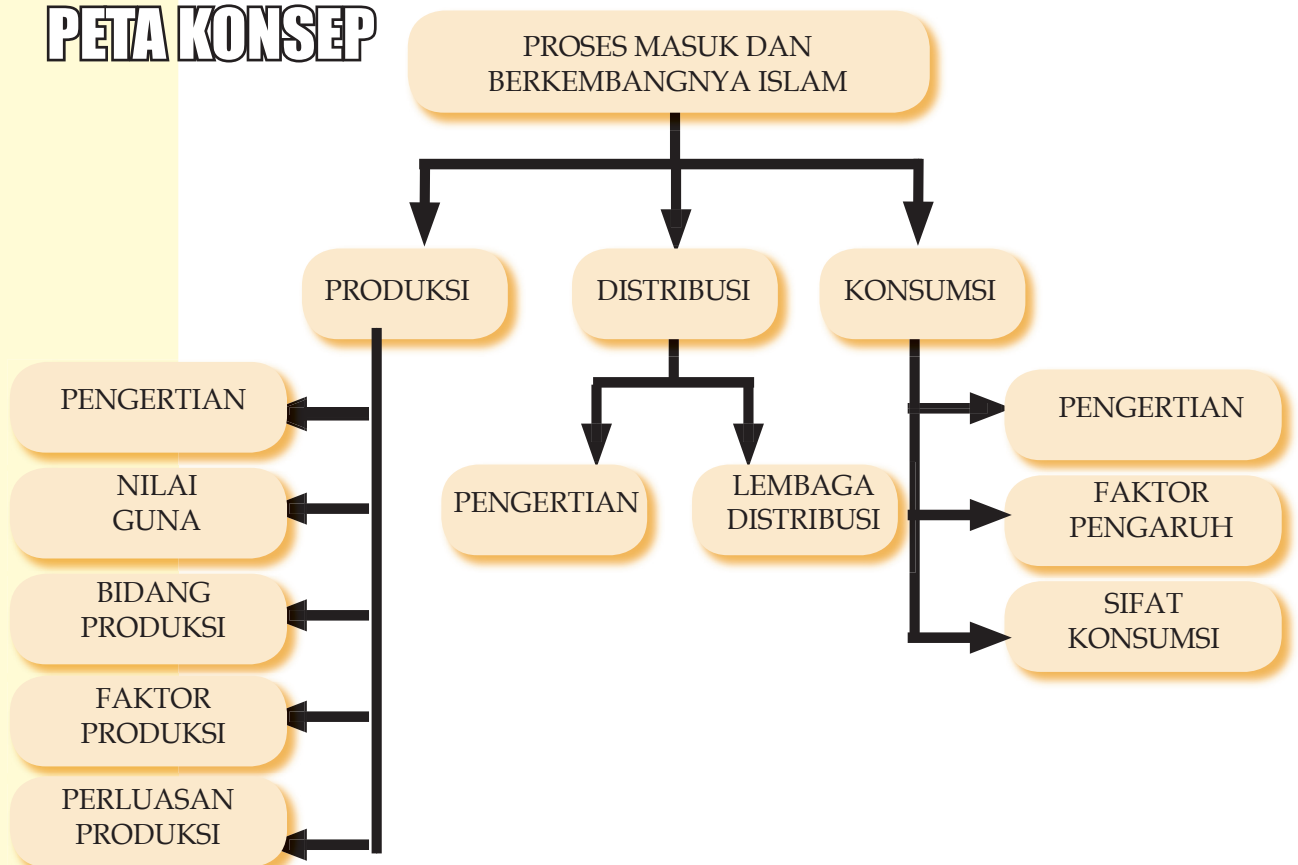 PETA KONSEP
PROSES MASUK DAN
BERKEMBANGNYA ISLAM
PRODUKSI
DISTRIBUSI
KONSUMSI
PENGERTIAN
NILAI
GUNA
BIDANG
PRODUKSI
FAKTOR
PRODUKSI
PERLUASAN
PRODUKSI
PENGERTIAN
LEMBAGA
DISTRIBUSI
PENGERTIAN
FAKTOR
PENGARUH
SIFAT
KONSUMSI